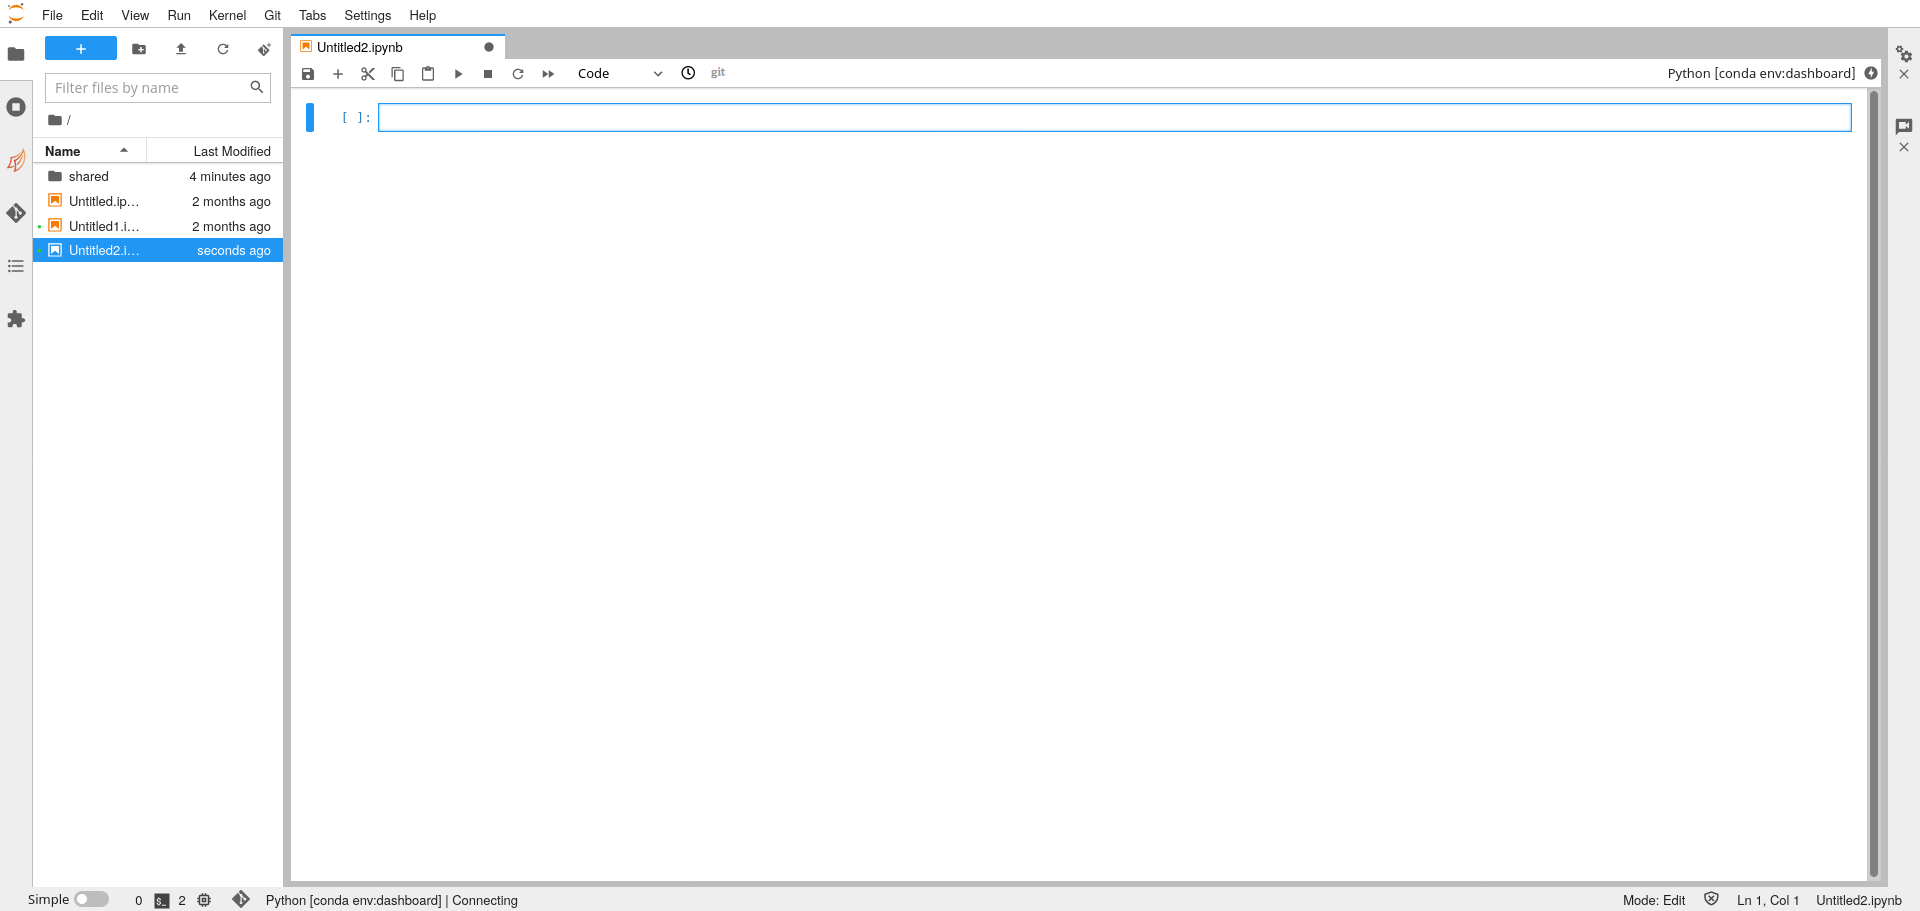 File Edit View Run Kernel Git Tabs Settings Help
Untitled2.ipynb
Filter files by name
Code
git
Python [conda env:dashboard]
/
[ ]:
Name Last Modified
shared 4 minutes ago
Untitled.ip... 2 months ago
Untitled1.i... 2 months ago
Untitled2.i... seconds ago
Simple 0 $_ 2 Python [conda env:dashboard] | Connecting Mode: Edit Ln 1, Col 1 Untitled2.ipynb